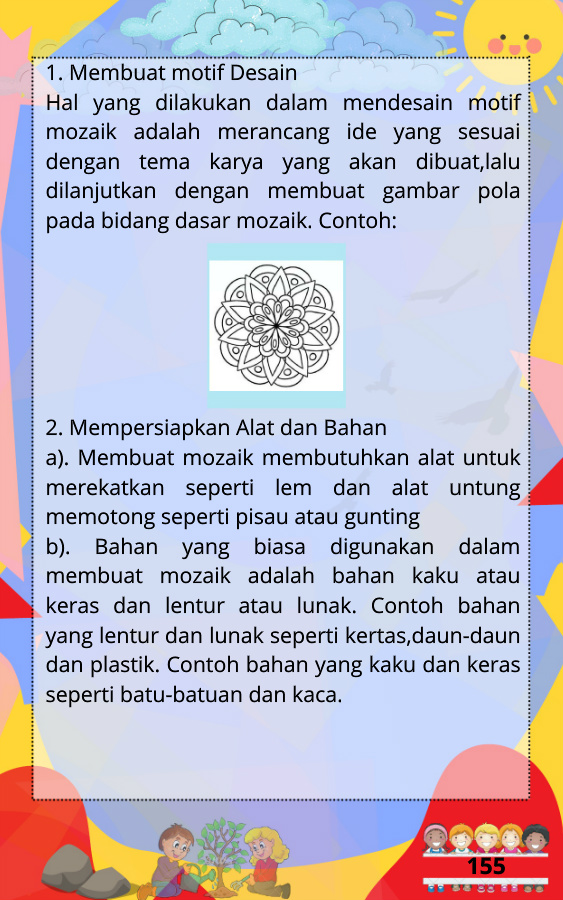 1. Membuat motif Desain
Hal yang dilakukan dalam mendesain motif
mozaik adalah merancang ide yang sesuai
dengan tema karya yang akan dibuat,lalu
dilanjutkan dengan membuat gambar pola
pada bidang dasar mozaik. Contoh:
2. Mempersiapkan Alat dan Bahan
a). Membuat mozaik membutuhkan alat untuk
merekatkan seperti lem dan alat untung
memotong seperti pisau atau gunting
b). Bahan yang biasa digunakan dalam
membuat mozaik adalah bahan kaku atau
keras dan lentur atau lunak. Contoh bahan
yang lentur dan lunak seperti kertas,daun-daun
dan plastik. Contoh bahan yang kaku dan keras
seperti batu-batuan dan kaca.
155